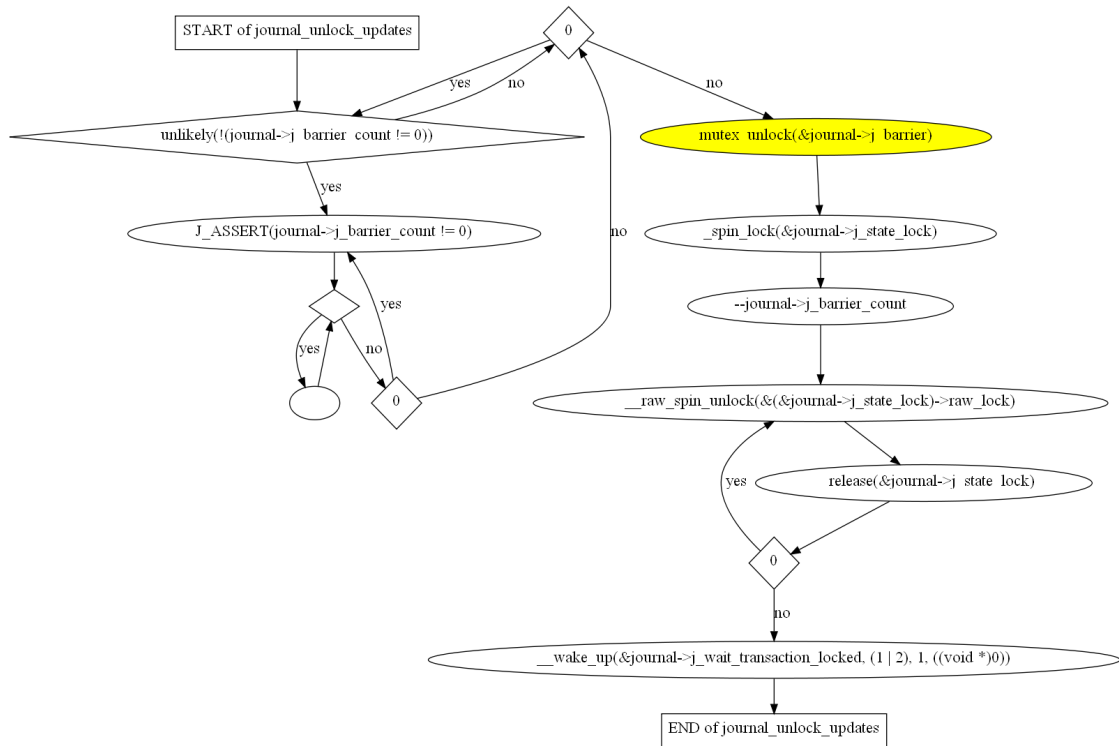 START of journal_unlock_updates
0
yes
no
no
unlikely(!(journal->j_barrier_count != 0))
mutex_unlock(&journal->j_barrier)
yes
J_ASSERT(journal->j_barrier_count != 0)
_spin_lock(&journal->j_state_lock)
no
yes
--journal->j_barrier_count
yes
no
0
__raw_spin_unlock(&(&journal->j_state_lock)->raw_lock)
yes
release(&journal->j_state_lock)
0
no
__wake_up(&journal->j_wait_transaction_locked, (1 | 2), 1, ((void *)0))
END of journal_unlock_updates